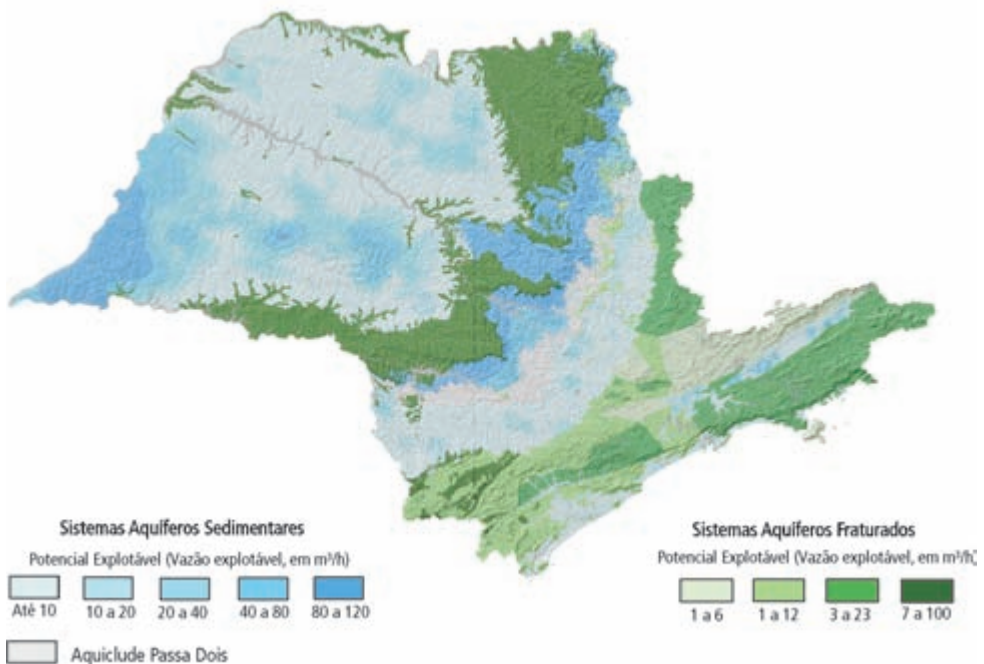 Sistemas Aquíferos Sedimentares
Potencial Explotável (Vazão explotável, em m³/h)
Até 10
10 a 20
20 a 40
40 a 80
80 a 120
Aquiclude Passa Dois
Sistemas Aquíferos Fraturados
Potencial Explotável (Vazão explotável, em m³/h)
1 a 6
1 a 12
3 a 23
7 a 100